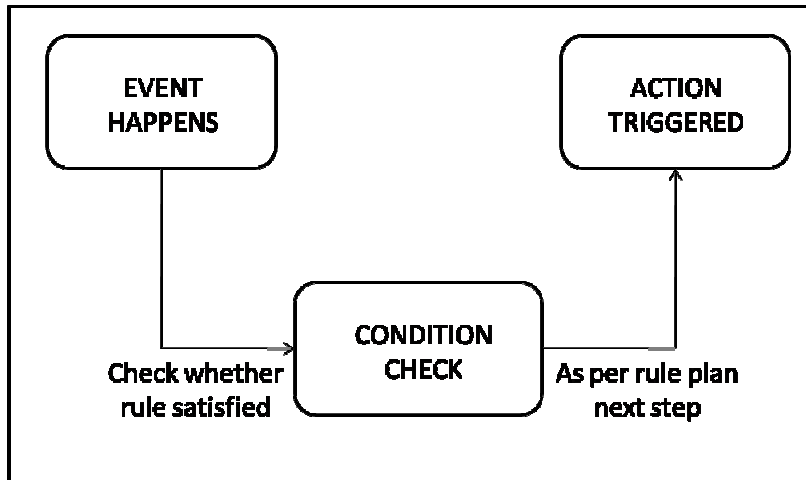 EVENT
HAPPENS
ACTION
TRIGGERED
CONDITION
CHECK
Check whether
rule satisfied
As per rule plan
next step